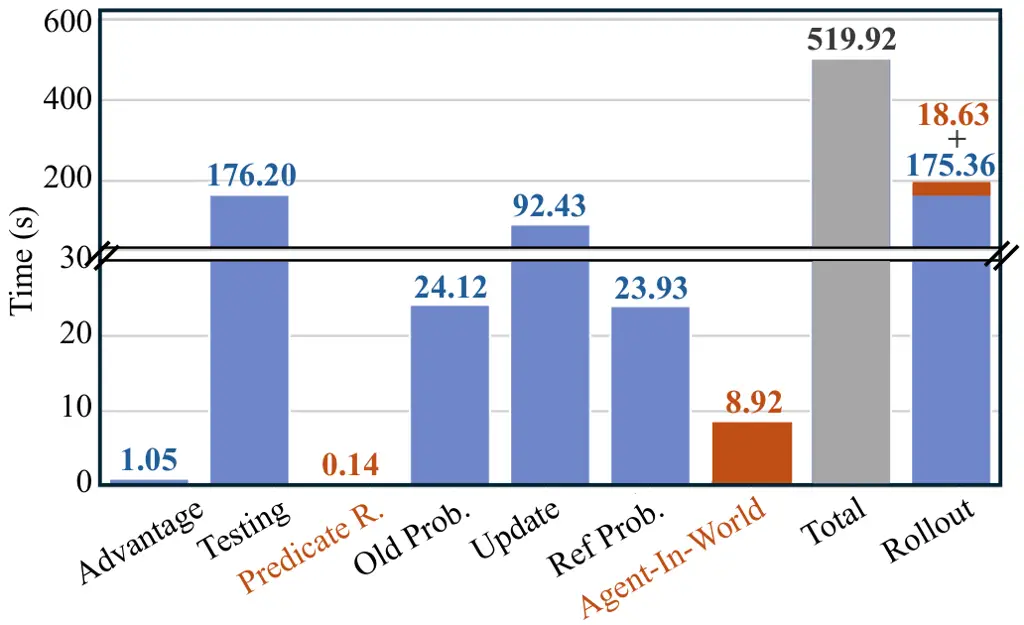 600
400
200
30
20
10
0
Time (s)
1.05
176.20
0.14
24.12
92.43
23.93
8.92
519.92
18.63
+
175.36
Advantage
Testing
Predicate R.
Old Prob.
Update
Ref Prob.
Agent-In-World
Total
Rollout